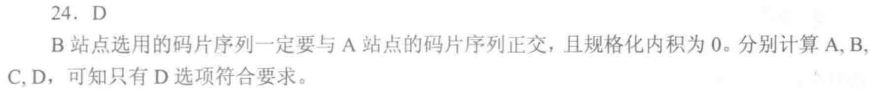 24. D
B 站点选用的码片序列一定要与 A 站点的码片序列正交，且规格化内积为 0。分别计算 A, B,
C, D，可知只有 D 选项符合要求。